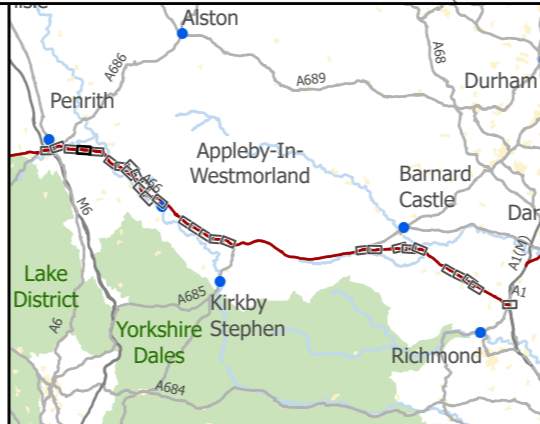 Alston
A686
A68
A689
Durham
Penrith
Appleby-In-
Westmorland
A66
Barnard
Castle
M6
A1(M)
Lake
District
A685
Kirkby
Stephen
A1
A6
Yorkshire
Dales
Richmond
A684